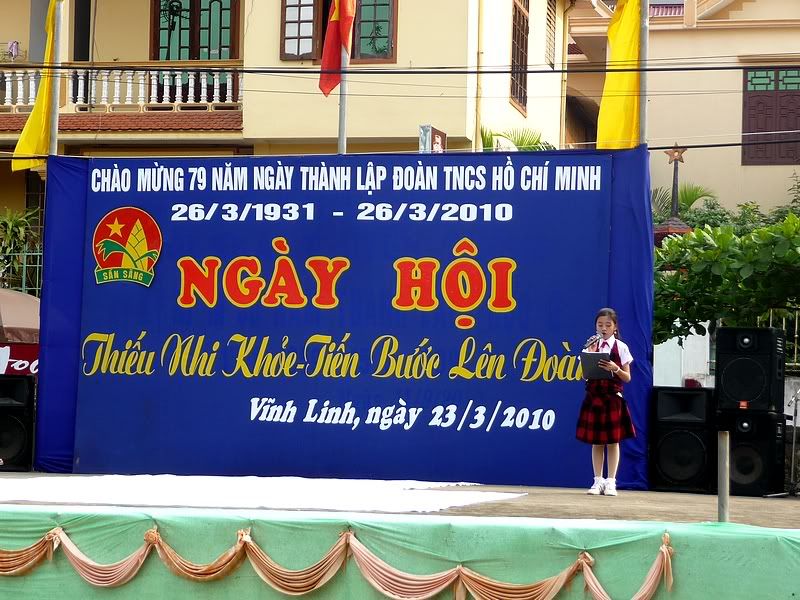 CHÀO MỪNG 79 NĂM NGÀY THÀNH LẬP ĐOÀN TNCS HỒ CHÍ MINH
26/3/1931 - 26/3/2010
SẴN SÀNG
NGÀY HỘI
Thiếu Nhi Khỏe-Tiến Bước Lên Đoàn
Vĩnh Linh, ngày 23/3/2010